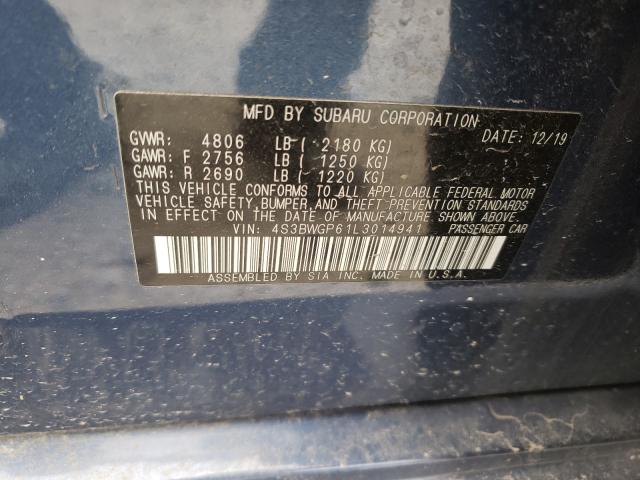 MFD BY SUBARU CORPORATION
GVWR: 4806 LB ( 2180 KG) DATE: 12/19
GAWR: F 2756 LB ( 1250 KG)
GAWR: R 2690 LB ( 1220 KG)
THIS VEHICLE CONFORMS TO ALL APPLICABLE FEDERAL MOTOR
VEHICLE SAFETY, BUMPER, AND THEFT PREVENTION STANDARDS
IN EFFECT ON THE DATE OF MANUFACTURE SHOWN ABOVE.
VIN: 4S3BWGP61L3014941 PASSENGER CAR
ASSEMBLED BY SIA INC. MADE IN U.S.A.